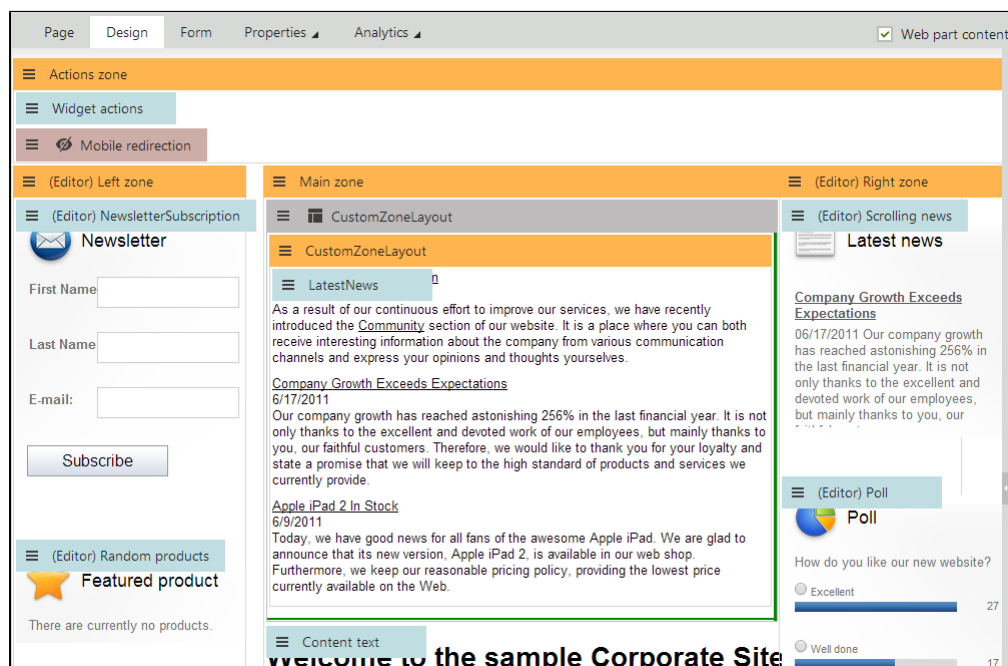 Page Design Form Properties Analytics Web part content
Actions zone
Widget actions
Mobile redirection
(Editor) Left zone
(Editor) NewsletterSubscription
Newsletter
First Name
Last Name
E-mail:
Subscribe
(Editor) Random products
Featured product
There are currently no products.
Main zone
CustomZoneLayout
CustomZoneLayout
LatestNews
As a result of our continuous effort to improve our services, we have recently
introduced the Community section of our website. It is a place where you can both
receive interesting information about the company from various communication
channels and express your opinions and thoughts yourselves.
Company Growth Exceeds Expectations
6/17/2011
Our company growth has reached astonishing 256% in the last financial year. It is not
only thanks to the excellent and devoted work of our employees, but mainly thanks to
you, our faithful customers. Therefore, we would like to thank you for your loyalty and
state a promise that we will keep to the high standard of products and services we
currently provide.
Apple iPad 2 In Stock
6/9/2011
Today, we have good news for all fans of the awesome Apple iPad. We are glad to
announce that its new version, Apple iPad 2, is available in our web shop.
Furthermore, we keep our reasonable pricing policy, providing the lowest price
currently available on the Web.
Content text
Welcome to the sample Corporate Site
(Editor) Right zone
(Editor) Scrolling news
Latest news
Company Growth Exceeds
Expectations
06/17/2011 Our company growth
has reached astonishing 256% in
the last financial year. It is not
only thanks to the excellent and
devoted work of our employees,
but mainly thanks to you, our
(Editor) Poll
Poll
How do you like our new website?
Excellent
27
Well done
17